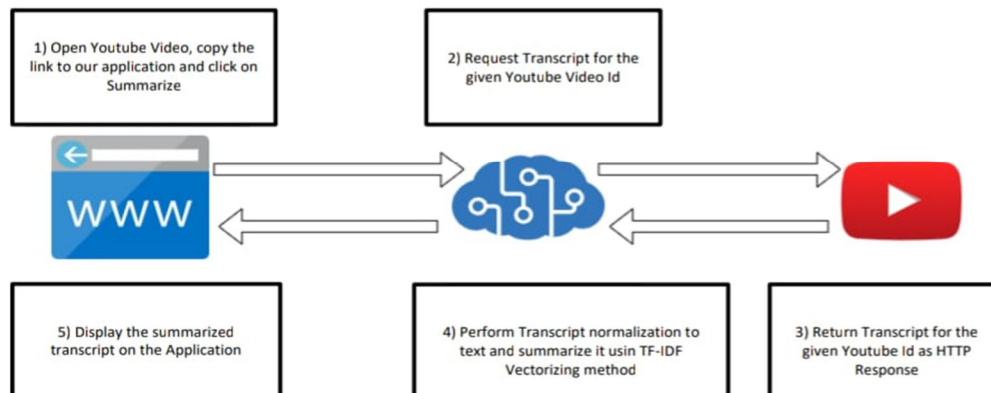 1) Open Youtube Video, copy the
link to our application and click on
Summarize
2) Request Transcript for the
given Youtube Video Id
WWW
5) Display the summarized
transcript on the Application
4) Perform Transcript normalization to
text and summarize it usin TF-IDF
Vectorizing method
3) Return Transcript for the
given Youtube Id as HTTP
Response